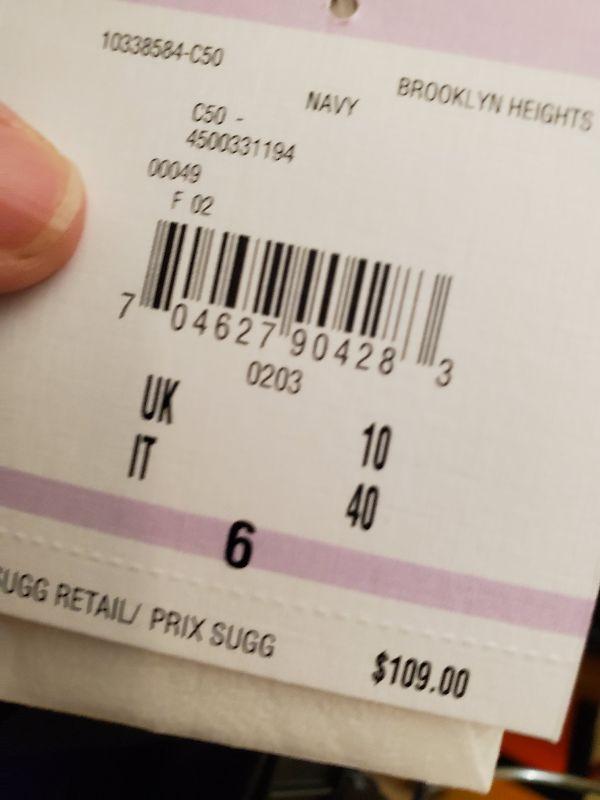 10338584-C50
NAVY BROOKLYN HEIGHTS
C50 -
4500331194
00049
F 02
7 04627 90428 3
0203
UK 10
IT 40
6
SUGG RETAIL/ PRIX SUGG $109.00